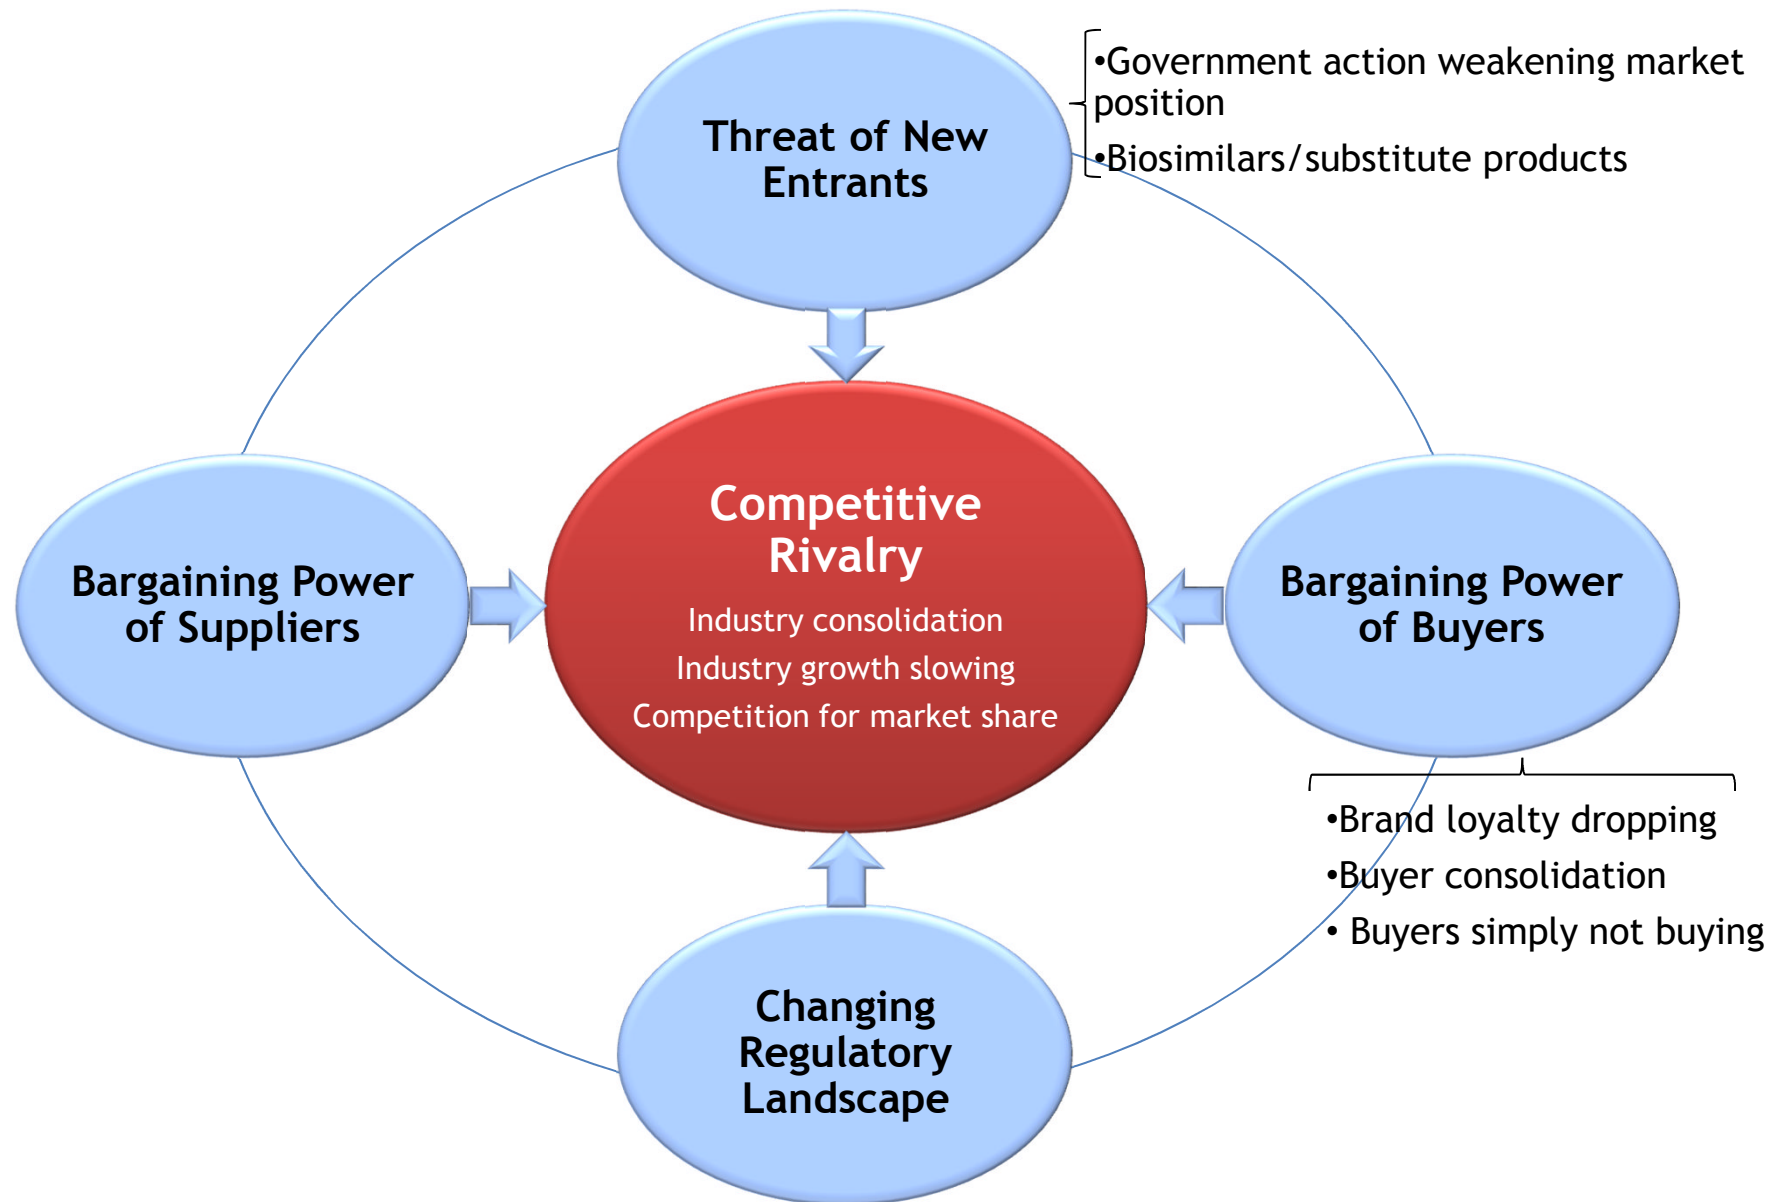 Threat of New
Entrants
•Government action weakening market
position
•Biosimilars/substitute products
Bargaining Power
of Suppliers
Competitive
Rivalry
Industry consolidation
Industry growth slowing
Competition for market share
Bargaining Power
of Buyers
•Brand loyalty dropping
•Buyer consolidation
• Buyers simply not buying
Changing
Regulatory
Landscape